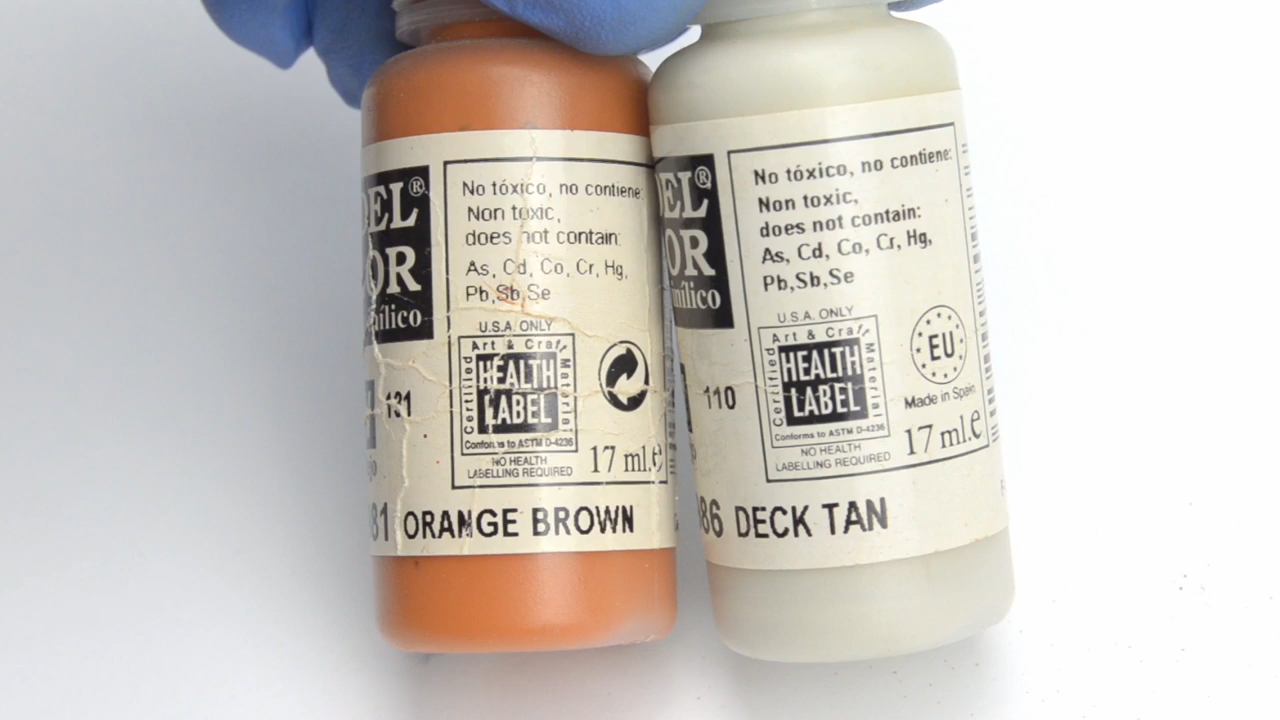 DEL®
OR
nílico
131
81 ORANGE BROWN
No tóxico, no contiene:
Non toxic,
does not contain:
As, Cd, Co, Cr, Hg,
Pb,Sb,Se
U.S.A. ONLY
Art & Craft
Certified
Material
HEALTH
LABEL
Conforms to ASTM D-4236
NO HEALTH
LABELLING REQUIRED
17 ml.e
DEL®
OR
nílico
110
86 DECK TAN
No tóxico, no contiene:
Non toxic,
does not contain:
As, Cd, Co, Cr, Hg,
Pb,Sb,Se
U.S.A. ONLY
Art & Craft
Certified
Material
HEALTH
LABEL
Conforms to ASTM D-4236
NO HEALTH
LABELLING REQUIRED
EU
Made in Spain
17 ml.e